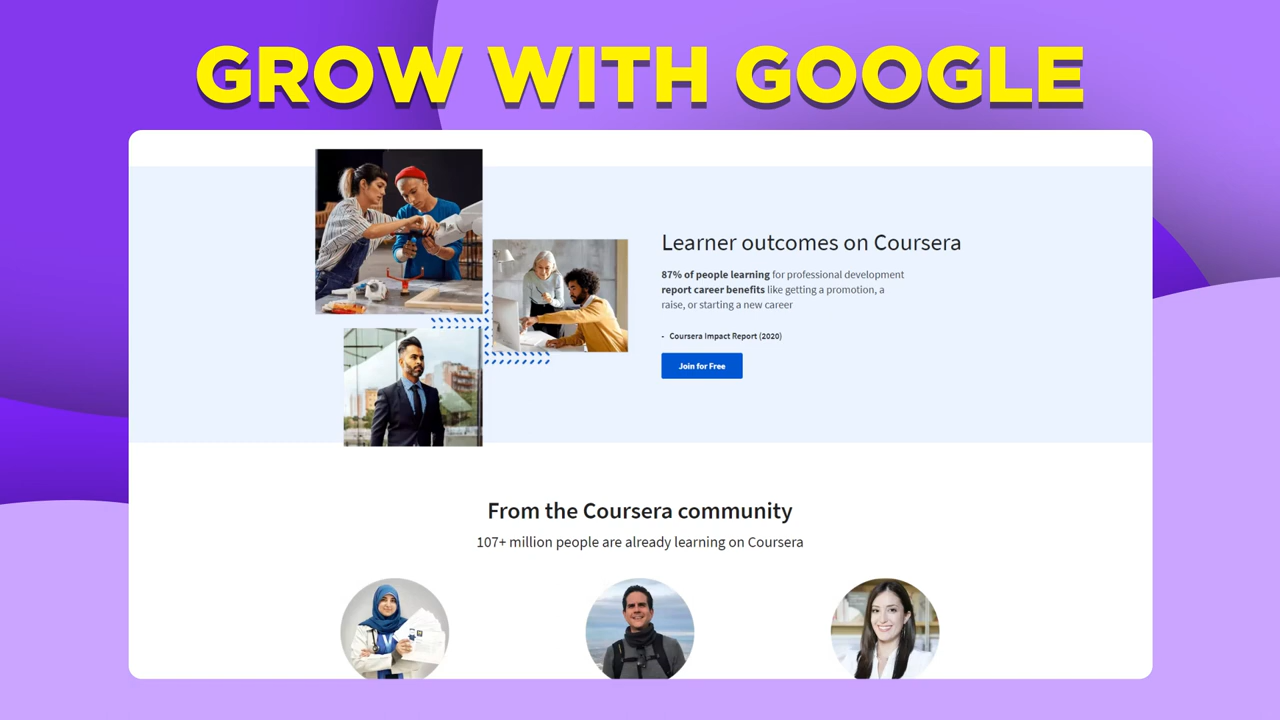 GROW WITH GOOGLE
Learner outcomes on Coursera
87% of people learning for professional development
report career benefits like getting a promotion, a
raise, or starting a new career
- Coursera Impact Report (2020)
Join for Free
From the Coursera community
107+ million people are already learning on Coursera